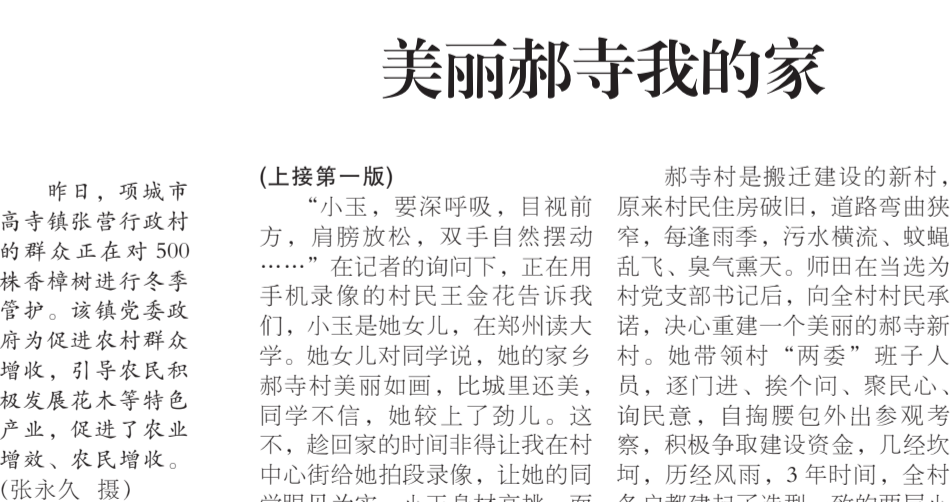 美丽郝寺我的家
昨日，项城市
高寺镇张营行政村
的群众正在对500
株香樟树进行冬季
管护。该镇党委政
府为促进农村群众
增收，引导农民积
极发展花木等特色
产业，促进了农业
增效、农民增收。
(张永久 摄)
(上接第一版)
“小玉，要深呼吸，目视前
方，肩膀放松，双手自然摆动
……”在记者的询问下，正在用
手机录像的村民王金花告诉我
们，小玉是她女儿，在郑州读大
学。她女儿对同学说，她的家乡
郝寺村美丽如画，比城里还美，
同学不信，她较上了劲儿。这
不，趁回家的时间非得让我在村
中心街给她拍段录像，让她的同
郝寺村是搬迁建设的新村，
原来村民住房破旧，道路弯曲狭
窄，每逢雨季，污水横流、蚊蝇
乱飞、臭气熏天。师田在当选为
村党支部书记后，向全村村民承
诺，决心重建一个美丽的郝寺新
村。她带领村“两委”班子人
员，逐门进、挨个问、聚民心、
询民意，自掏腰包外出参观考
察，积极争取建设资金，几经坎
坷，历经风雨，3年时间，全村